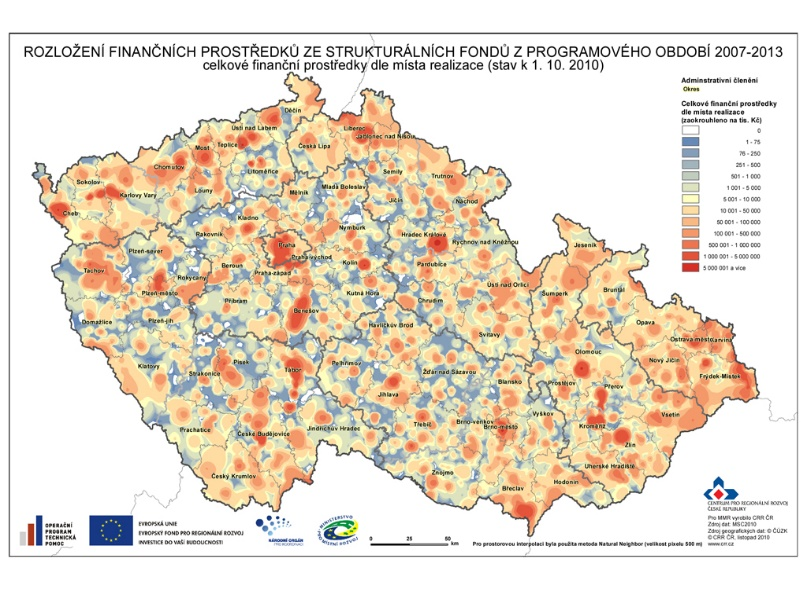 ROZLOŽENÍ FINANČNÍCH PROSTŘEDKŮ ZE STRUKTURÁLNÍCH FONDŮ Z PROGRAMOVÉHO OBDOBÍ 2007-2013
celkové finanční prostředky dle místa realizace (stav k 1. 10. 2010)
Adminstrativní členění
Okres
Celkové finanční prostředky
dle místa realizace
(zaokrouhleno na tis. Kč)
0
1 - 75
76 - 250
251 - 500
501 - 1 000
1 001 - 5 000
5 001 - 10 000
10 001 - 50 000
50 001 - 100 000
100 001 - 500 000
500 001 - 1 000 000
1 000 001 - 5 000 000
5 000 001 a více
Děčín
Ústí nad Labem
Liberec
Jablonec nad Nisou
Teplice
Most
Česká Lípa
Chomutov
Litoměřice
Semily
Trutnov
Sokolov
Karlovy Vary
Louny
Mladá Boleslav
Mělník
Jičín
Náchod
Cheb
Kladno
Nymburk
Rakovník
Hradec Králové
Rychnov nad Kněžnou
Praha
Praha-východ
Jeseník
Plzeň-sever
Beroun
Praha-západ
Kolín
Pardubice
Tachov
Rokycany
Ústí nad Orlicí
Šumperk
Bruntál
Plzeň-město
Příbram
Kutná Hora
Chrudim
Benešov
Domažlice
Plzeň-jih
Havlíčkův Brod
Svitavy
Opava
Ostrava-město
Karviná
Olomouc
Nový Jičín
Klatovy
Písek
Tábor
Pelhřimov
Žďár nad Sázavou
Blansko
Prostějov
Přerov
Frýdek-Místek
Strakonice
Jihlava
Vyškov
Vsetín
Prachatice
České Budějovice
Jindřichův Hradec
Třebíč
Brno-venkov
Brno-město
Kroměříž
Zlín
Český Krumlov
Znojmo
Uherské Hradiště
Břeclav
Hodonín
OPERAČNÍ
PROGRAM
TECHNICKÁ
POMOC
EVROPSKÁ UNIE
EVROPSKÝ FOND PRO REGIONÁLNÍ ROZVOJ
INVESTICE DO VAŠÍ BUDOUCNOSTI
MINISTERSTVO
PRO MÍSTNÍ ROZVOJ
0 25 50
km
Pro prostorovou interpolaci byla použita metoda Natural Neighbor (velikost pixelu 500 m)
CENTRUM PRO REGIONÁLNÍ ROZVOJ
ČESKÉ REPUBLIKY
Pro MMR vyrobilo CRR ČR
Zdroj dat: MSC2010
Zdroj geografických dat: © ČÚZK
© CRR ČR, listopad 2010
www.crr.cz